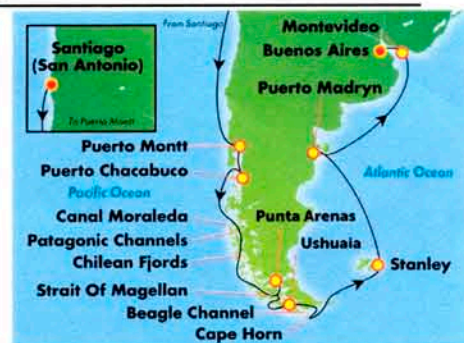 From Santiago
Montevideo
Santiago
(San Antonio)
Buenos Aires
Puerto Madryn
To Puerto Montt
Puerto Montt
Puerto Chacabuco
Atlantic Ocean
Pacific Ocean
Canal Moraleda
Punta Arenas
Patagonic Channels
Ushuaia
Chilean Fjords
Stanley
Strait Of Magellan
Beagle Channel
Cape Horn